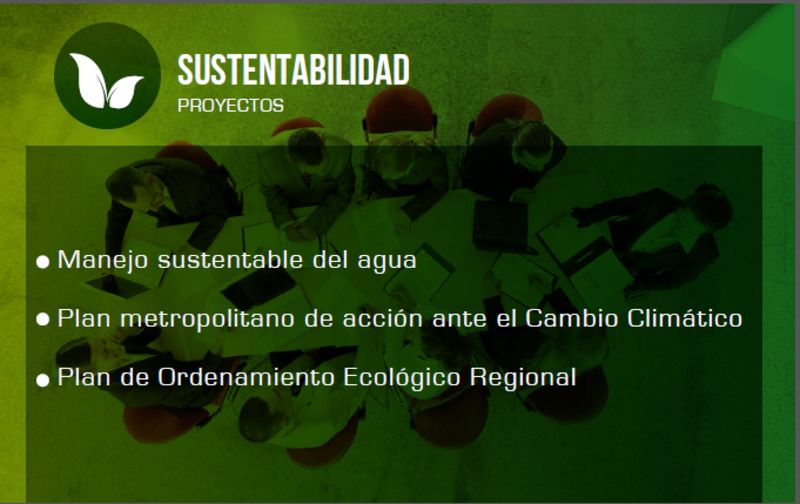 SUSTENTABILIDAD
PROYECTOS
● Manejo sustentable del agua
● Plan metropolitano de acción ante el Cambio Climático
● Plan de Ordenamiento Ecológico Regional